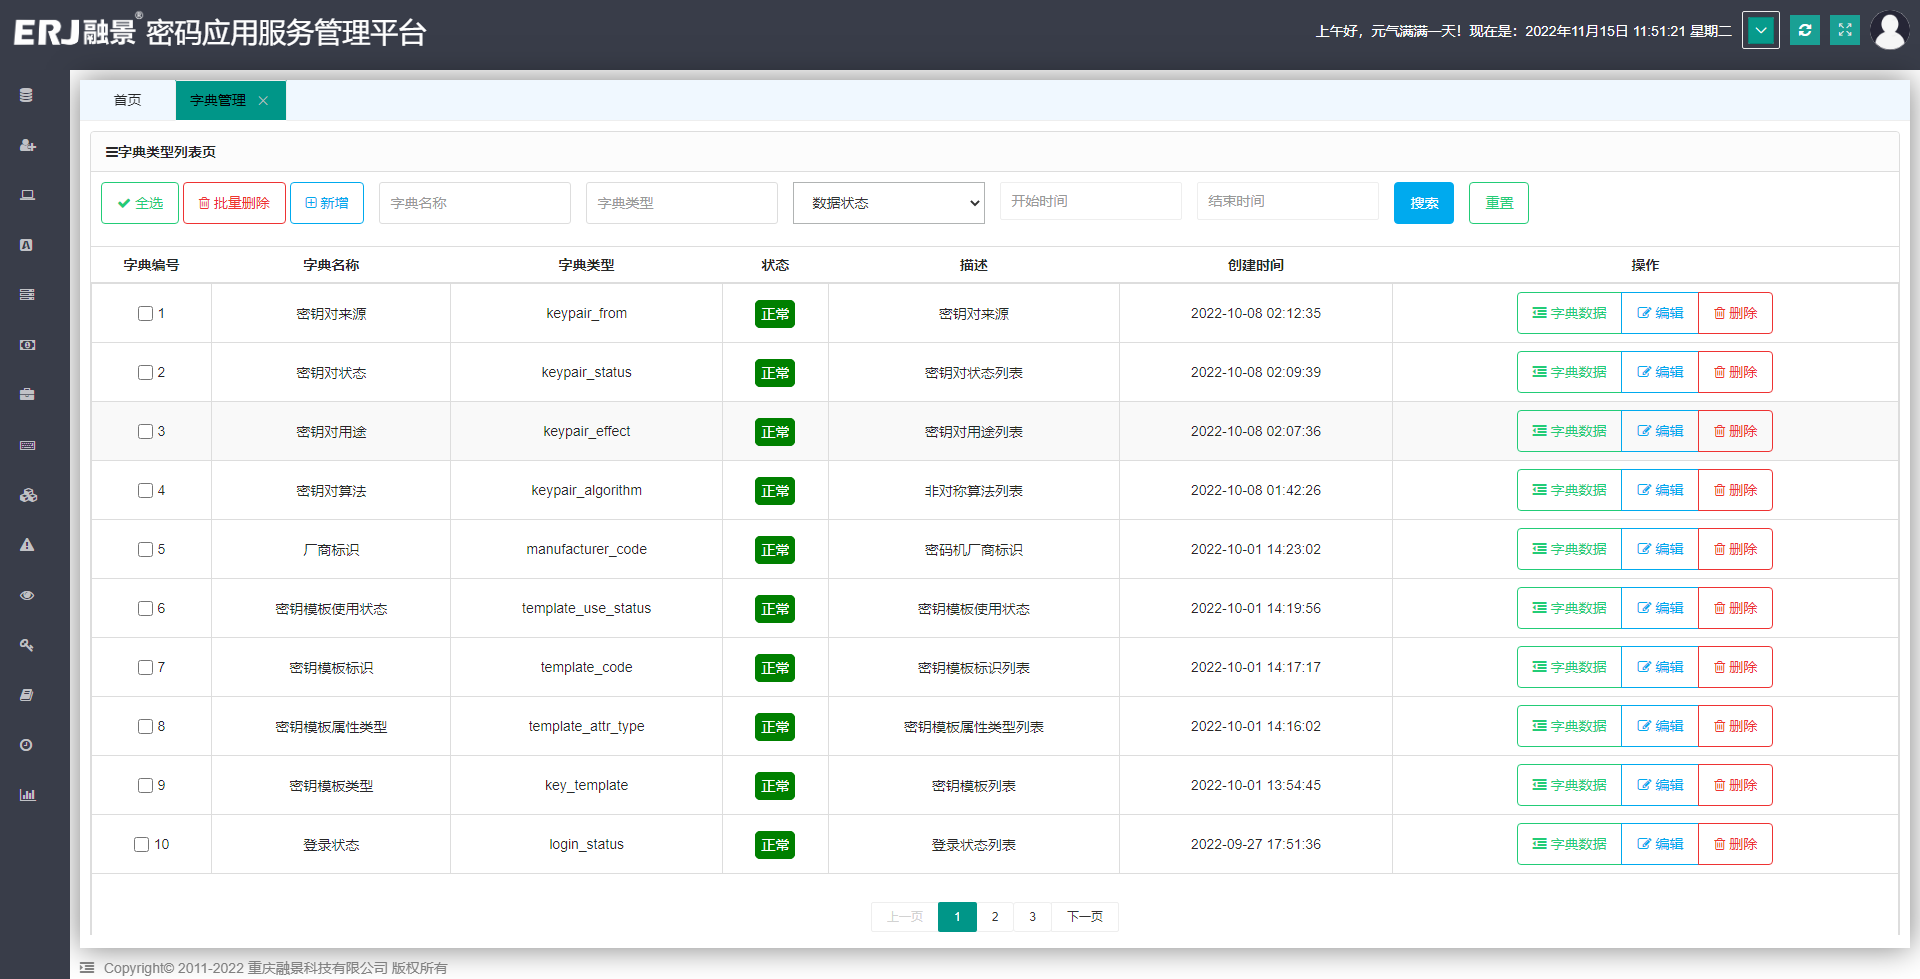 ERJ融景® 密码应用服务管理平台
上午好，元气满满一天！现在是：2022年11月15日 11:51:21 星期二
首页 字典管理
字典类型列表页
全选 批量删除 新增 字典名称 字典类型 数据状态 开始时间 结束时间 搜索 重置
字典编号 字典名称 字典类型 状态 描述 创建时间 操作
1 密钥对来源 keypair_from 正常 密钥对来源 2022-10-08 02:12:35 字典数据 编辑 删除
2 密钥对状态 keypair_status 正常 密钥对状态列表 2022-10-08 02:09:39 字典数据 编辑 删除
3 密钥对用途 keypair_effect 正常 密钥对用途列表 2022-10-08 02:07:36 字典数据 编辑 删除
4 密钥对算法 keypair_algorithm 正常 非对称算法列表 2022-10-08 01:42:26 字典数据 编辑 删除
5 厂商标识 manufacturer_code 正常 密码机厂商标识 2022-10-01 14:23:02 字典数据 编辑 删除
6 密钥模板使用状态 template_use_status 正常 密钥模板使用状态 2022-10-01 14:19:56 字典数据 编辑 删除
7 密钥模板标识 template_code 正常 密钥模板标识列表 2022-10-01 14:17:17 字典数据 编辑 删除
8 密钥模板属性类型 template_attr_type 正常 密钥模板属性类型列表 2022-10-01 14:16:02 字典数据 编辑 删除
9 密钥模板类型 key_template 正常 密钥模板列表 2022-10-01 13:54:45 字典数据 编辑 删除
10 登录状态 login_status 正常 登录状态列表 2022-09-27 17:51:36 字典数据 编辑 删除
上一页 1 2 3 下一页
Copyright© 2011-2022 重庆融景科技有限公司 版权所有